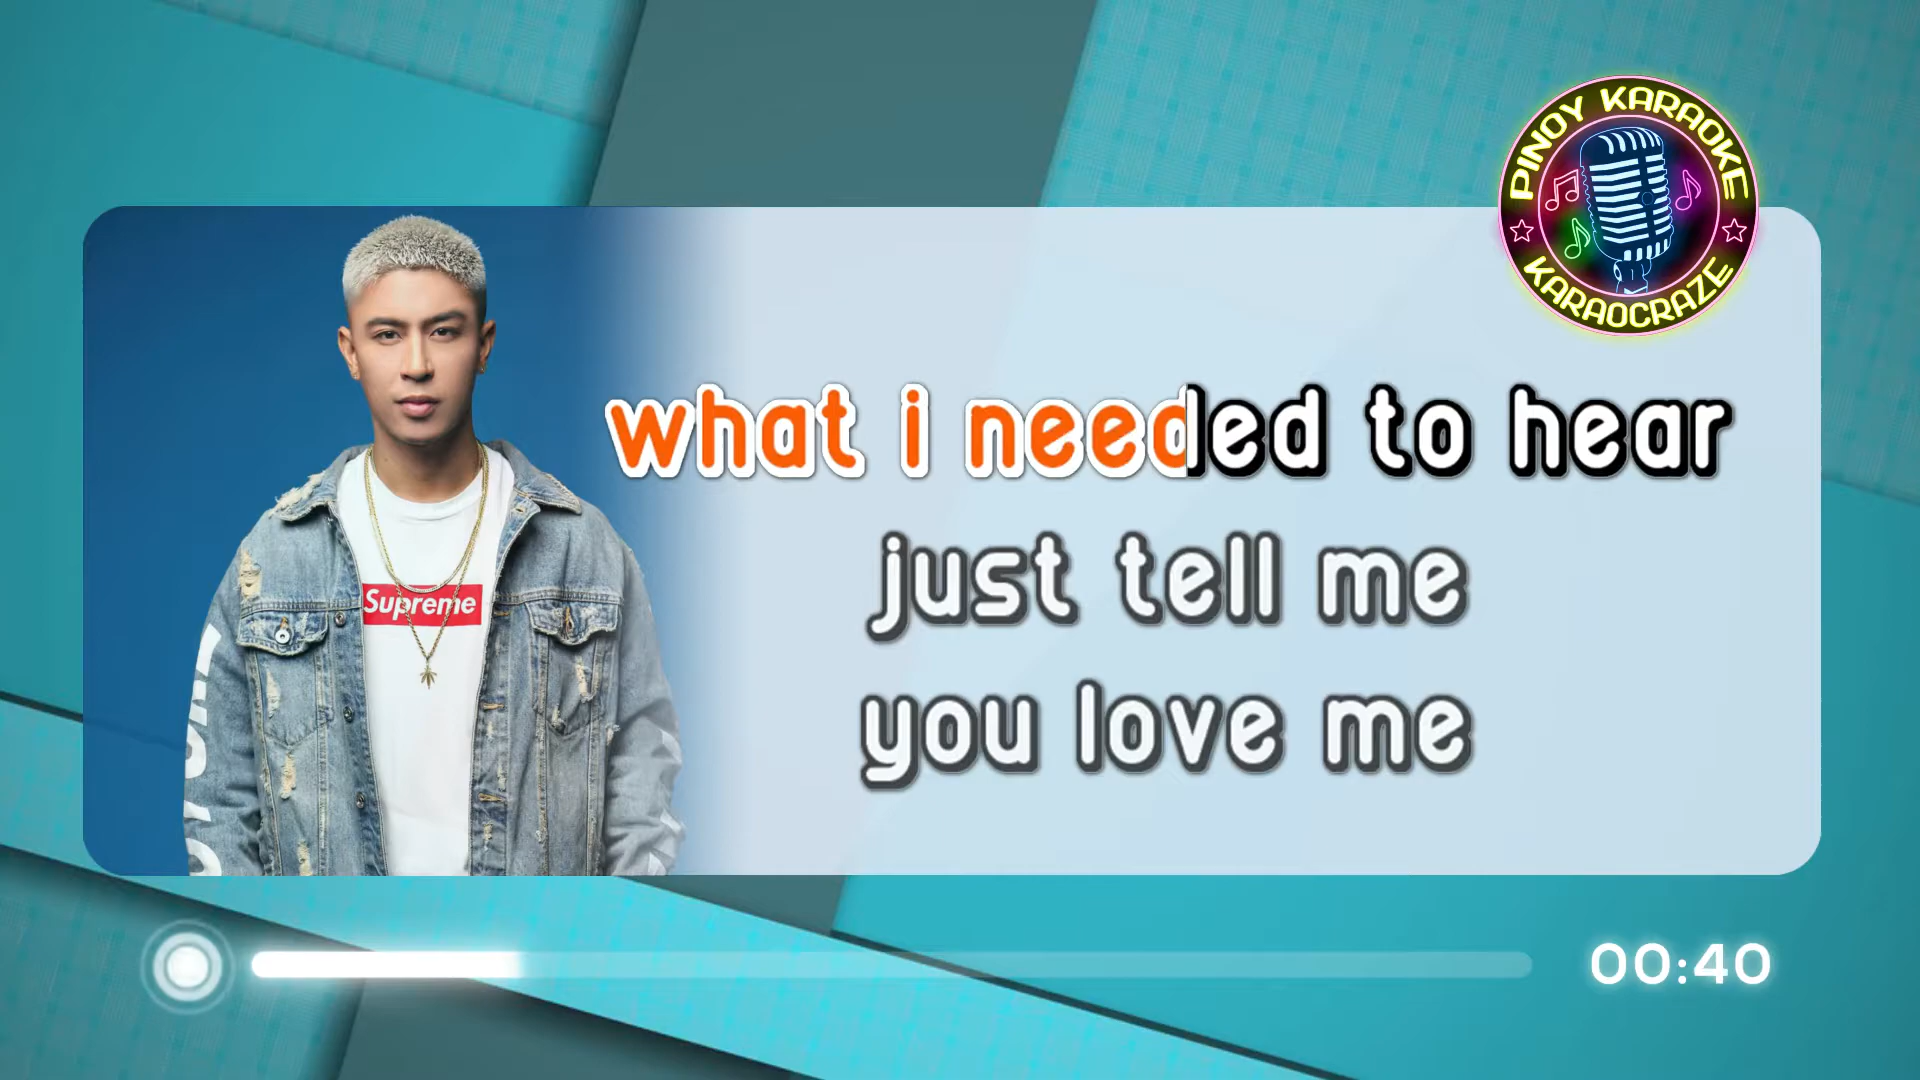 PINOY KARAOKE
KARAOCRAZE
what i needed to hear
just tell me
Supreme
you love me
00:40